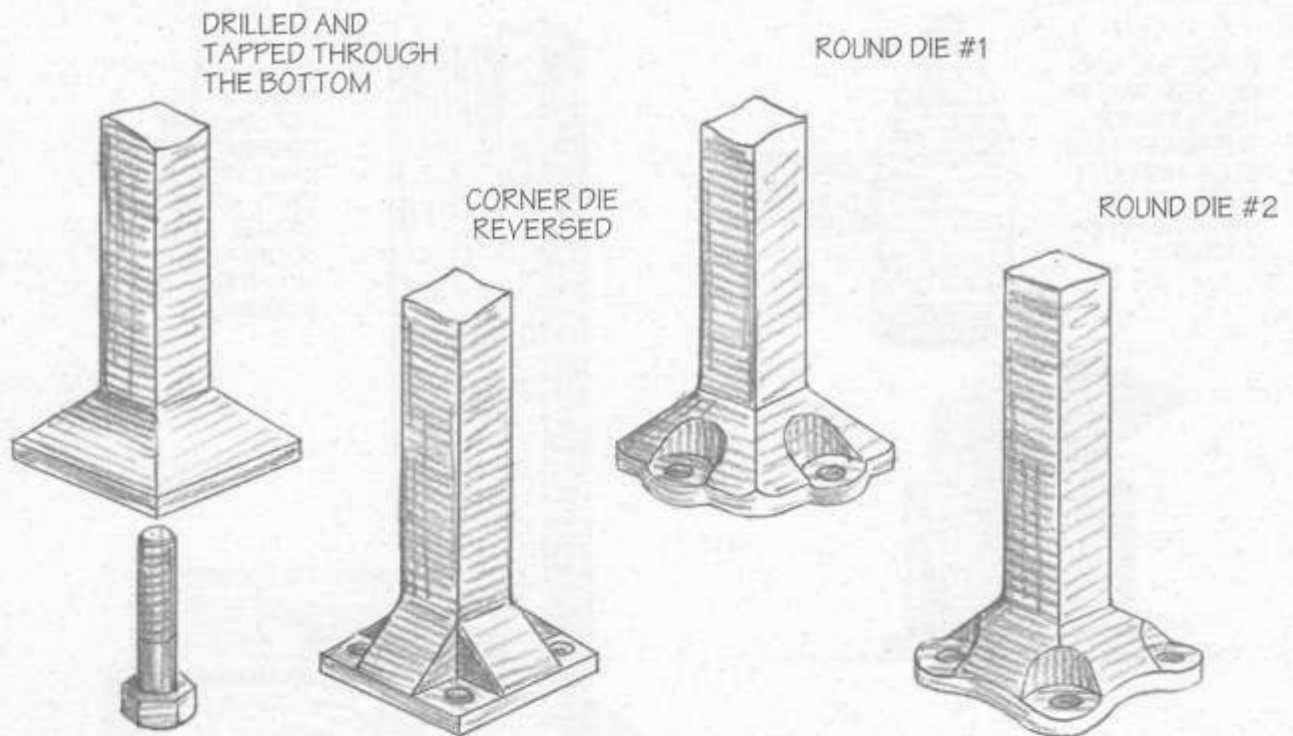 DRILLED AND
TAPPED THROUGH
THE BOTTOM
ROUND DIE #1
CORNER DIE
REVERSED
ROUND DIE #2